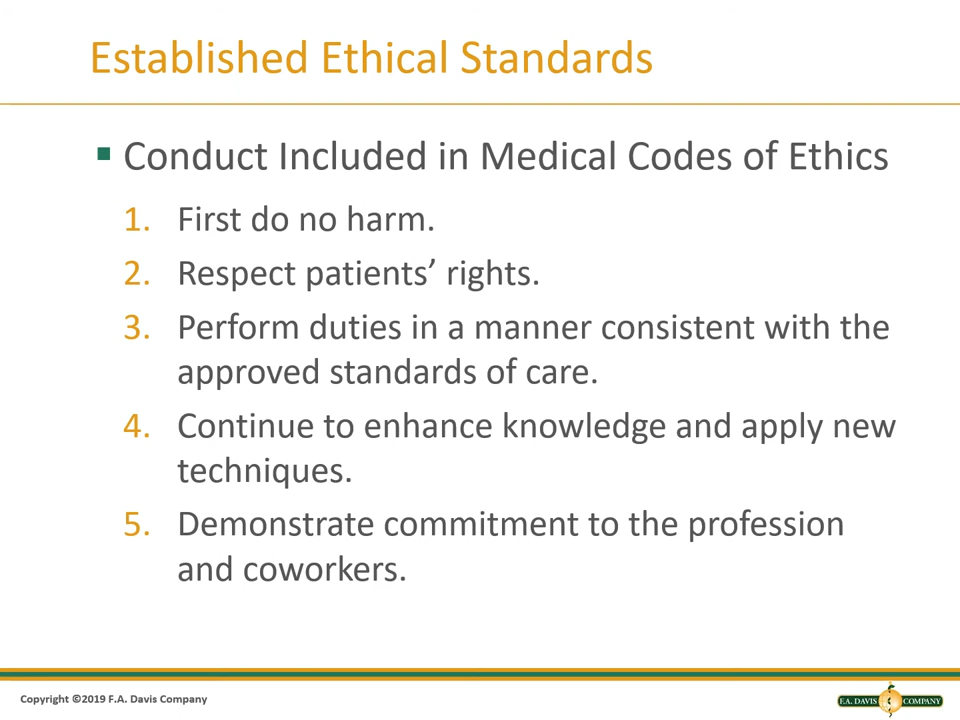 Established Ethical Standards
Conduct Included in Medical Codes of Ethics
1. First do no harm.
2. Respect patients’ rights.
3. Perform duties in a manner consistent with the
approved standards of care.
4. Continue to enhance knowledge and apply new
techniques.
5. Demonstrate commitment to the profession
and coworkers.
Copyright ©2019 F.A. Davis Company
F.A. DAVIS COMPANY